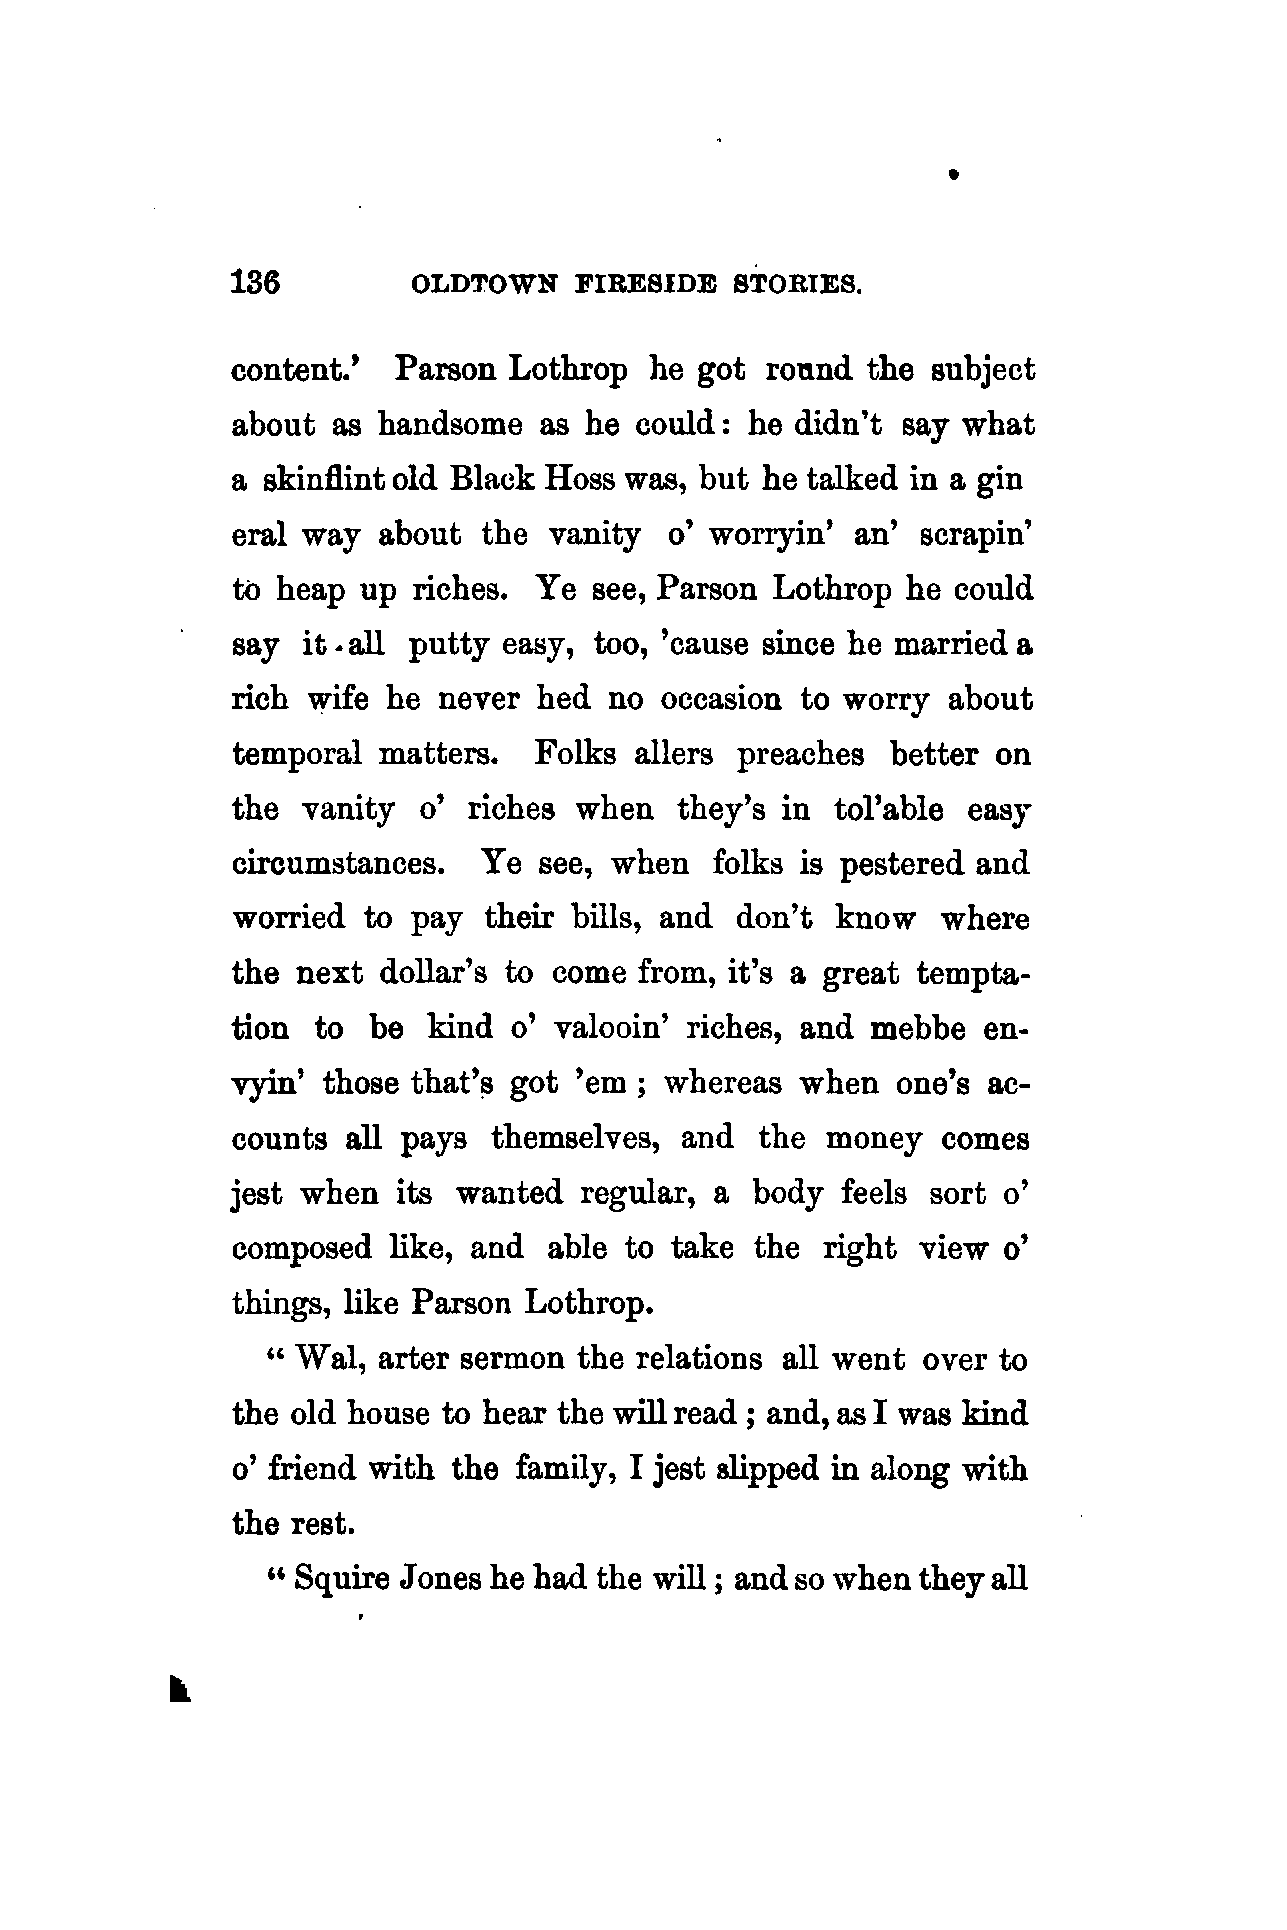 136 OLDTOWN FIRESIDE STORIES.
content.' Parson Lothrop he got round the subject
about as handsome as he could: he didn't say what
a skinflint old Black Hoss was, but he talked in a gin
eral way about the vanity o' worryin' an' scrapin'
to heap up riches. Ye see, Parson Lothrop he could
say it all putty easy, too, 'cause since he married a
rich wife he never hed no occasion to worry about
temporal matters. Folks allers preaches better on
the vanity o' riches when they's in tol'able easy
circumstances. Ye see, when folks is pestered and
worried to pay their bills, and don't know where
the next dollar's to come from, it's a great tempta-
tion to be kind o' valooin' riches, and mebbe en-
vyin' those that's got 'em; whereas when one's ac-
counts all pays themselves, and the money comes
jest when its wanted regular, a body feels sort o'
composed like, and able to take the right view o'
things, like Parson Lothrop.
"Wal, arter sermon the relations all went over to
the old house to hear the will read; and, as I was kind
o' friend with the family, I jest slipped in along with
the rest.
"Squire Jones he had the will; and so when they all